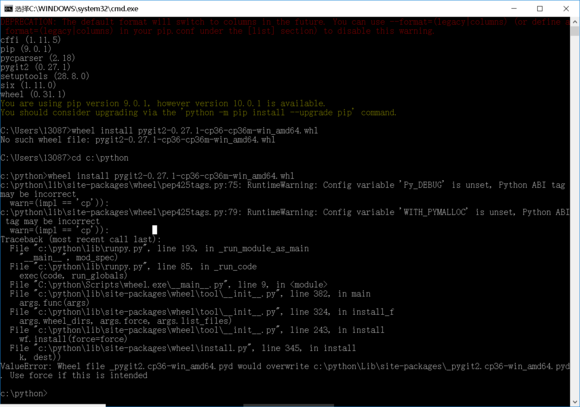 选择C:\WINDOWS\system32\cmd.exe
DEPRECATION: The default format will switch to columns in the future. You can use --format=(legacy|columns) (or define a
format=(legacy|columns) in your pip.conf under the [list] section) to disable this warning.
cffi (1.11.5)
pip (9.0.1)
pycparser (2.18)
pygit2 (0.27.1)
setuptools (28.8.0)
six (1.11.0)
wheel (0.31.1)
You are using pip version 9.0.1, however version 10.0.1 is available.
You should consider upgrading via the 'python -m pip install --upgrade pip' command.
C:\Users\13087>wheel install pygit2-0.27.1-cp36-cp36m-win_amd64.whl
No such wheel file: pygit2-0.27.1-cp36-cp36m-win_amd64.whl
C:\Users\13087>cd c:\python
c:\python>wheel install pygit2-0.27.1-cp36-cp36m-win_amd64.whl
c:\python\lib\site-packages\wheel\pep425tags.py:75: RuntimeWarning: Config variable 'Py_DEBUG' is unset, Python ABI tag
may be incorrect
warn=(impl == 'cp')):
c:\python\lib\site-packages\wheel\pep425tags.py:79: RuntimeWarning: Config variable 'WITH_PYMALLOC' is unset, Python ABI
tag may be incorrect
warn=(impl == 'cp')):
Traceback (most recent call last):
File "c:\python\lib\runpy.py", line 193, in _run_module_as_main
"__main__", mod_spec)
File "c:\python\lib\runpy.py", line 85, in _run_code
exec(code, run_globals)
File "C:\Python\Scripts\wheel.exe\__main__.py", line 9, in <module>
File "c:\python\lib\site-packages\wheel\tool\__init__.py", line 382, in main
args.func(args)
File "c:\python\lib\site-packages\wheel\tool\__init__.py", line 324, in install_f
args.wheel_dirs, args.force, args.list_files)
File "c:\python\lib\site-packages\wheel\tool\__init__.py", line 243, in install
wf.install(force=force)
File "c:\python\lib\site-packages\wheel\install.py", line 345, in install
k, dest))
ValueError: Wheel file _pygit2.cp36-win_amd64.pyd would overwrite c:\python\Lib\site-packages\_pygit2.cp36-win_amd64.pyd
. Use force if this is intended
c:\python>